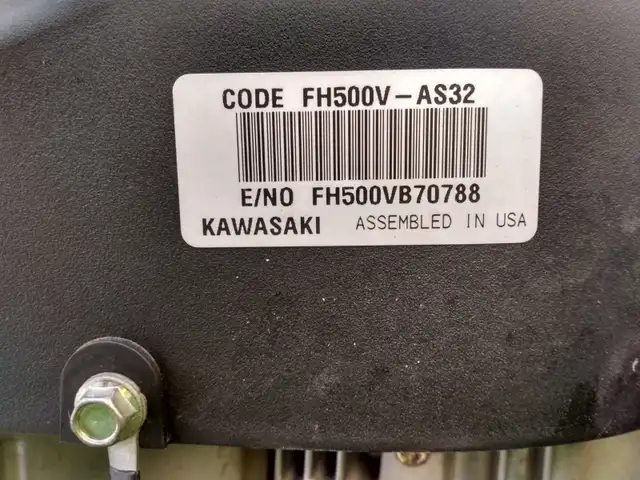 CODE FH500V-AS32
E/NO FH500VB70788
KAWASAKI ASSEMBLED IN USA